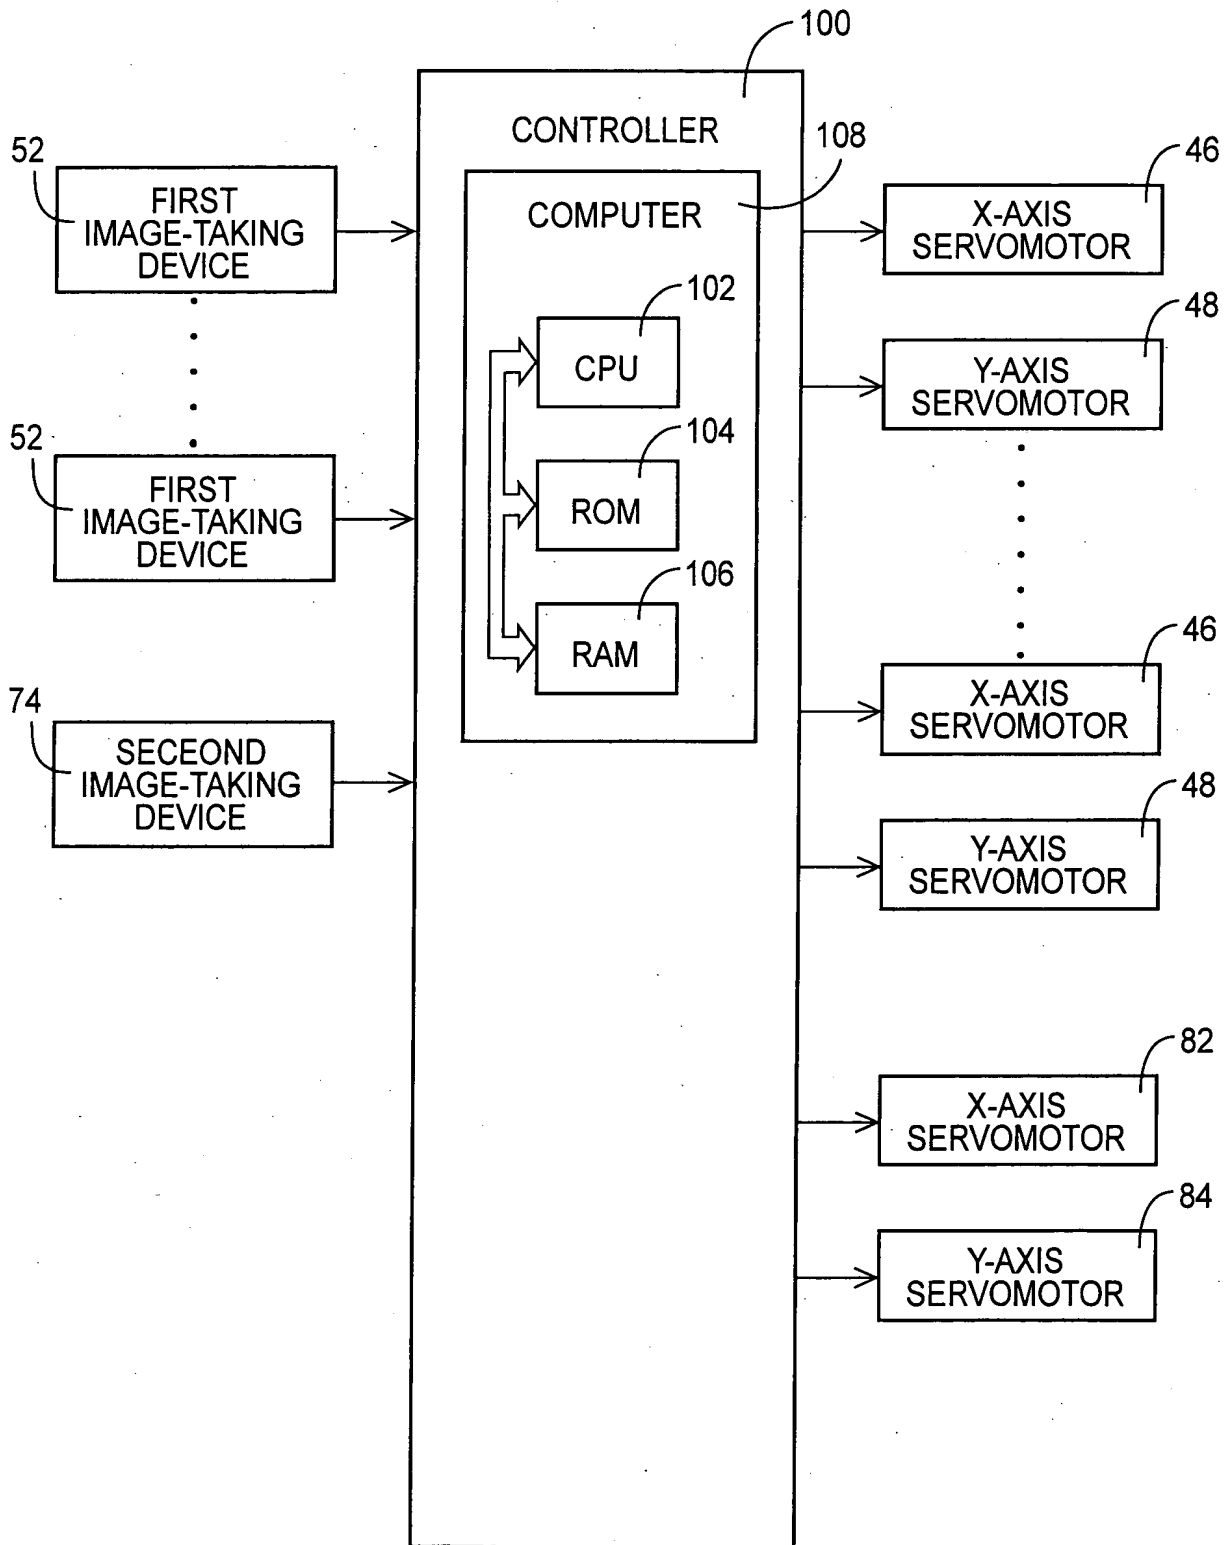 100
CONTROLLER
108
52
FIRST
IMAGE-TAKING
DEVICE
COMPUTER
46
X-AXIS
SERVOMOTOR
102
CPU
48
Y-AXIS
SERVOMOTOR
52
FIRST
IMAGE-TAKING
DEVICE
104
ROM
106
RAM
46
X-AXIS
SERVOMOTOR
74
SECEOND
IMAGE-TAKING
DEVICE
48
Y-AXIS
SERVOMOTOR
82
X-AXIS
SERVOMOTOR
84
Y-AXIS
SERVOMOTOR